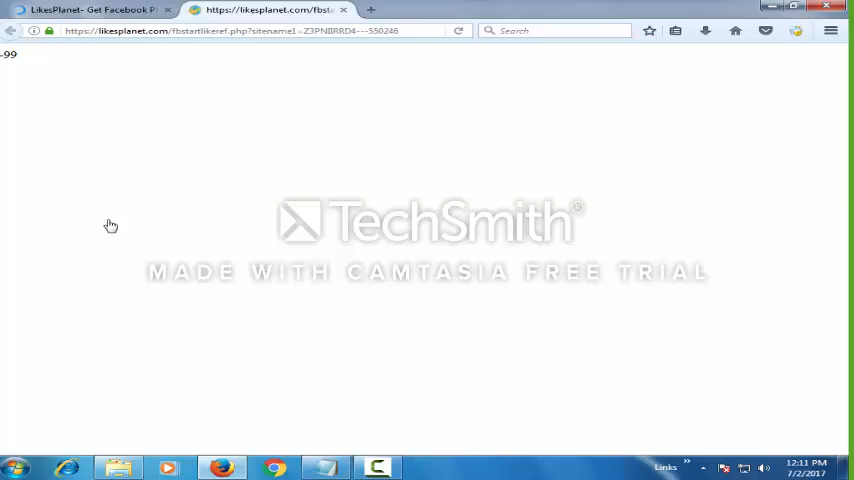 LikesPlanet- Get Facebook P
https://likesplanet.com/fbsta
https://likesplanet.com/fbstartlikeref.php?sitename1=Z3PNIIRRD4---550246
Search
-99
TechSmith®
MADE WITH CAMTASIA FREE TRIAL
Links
12:11 PM
7/2/2017